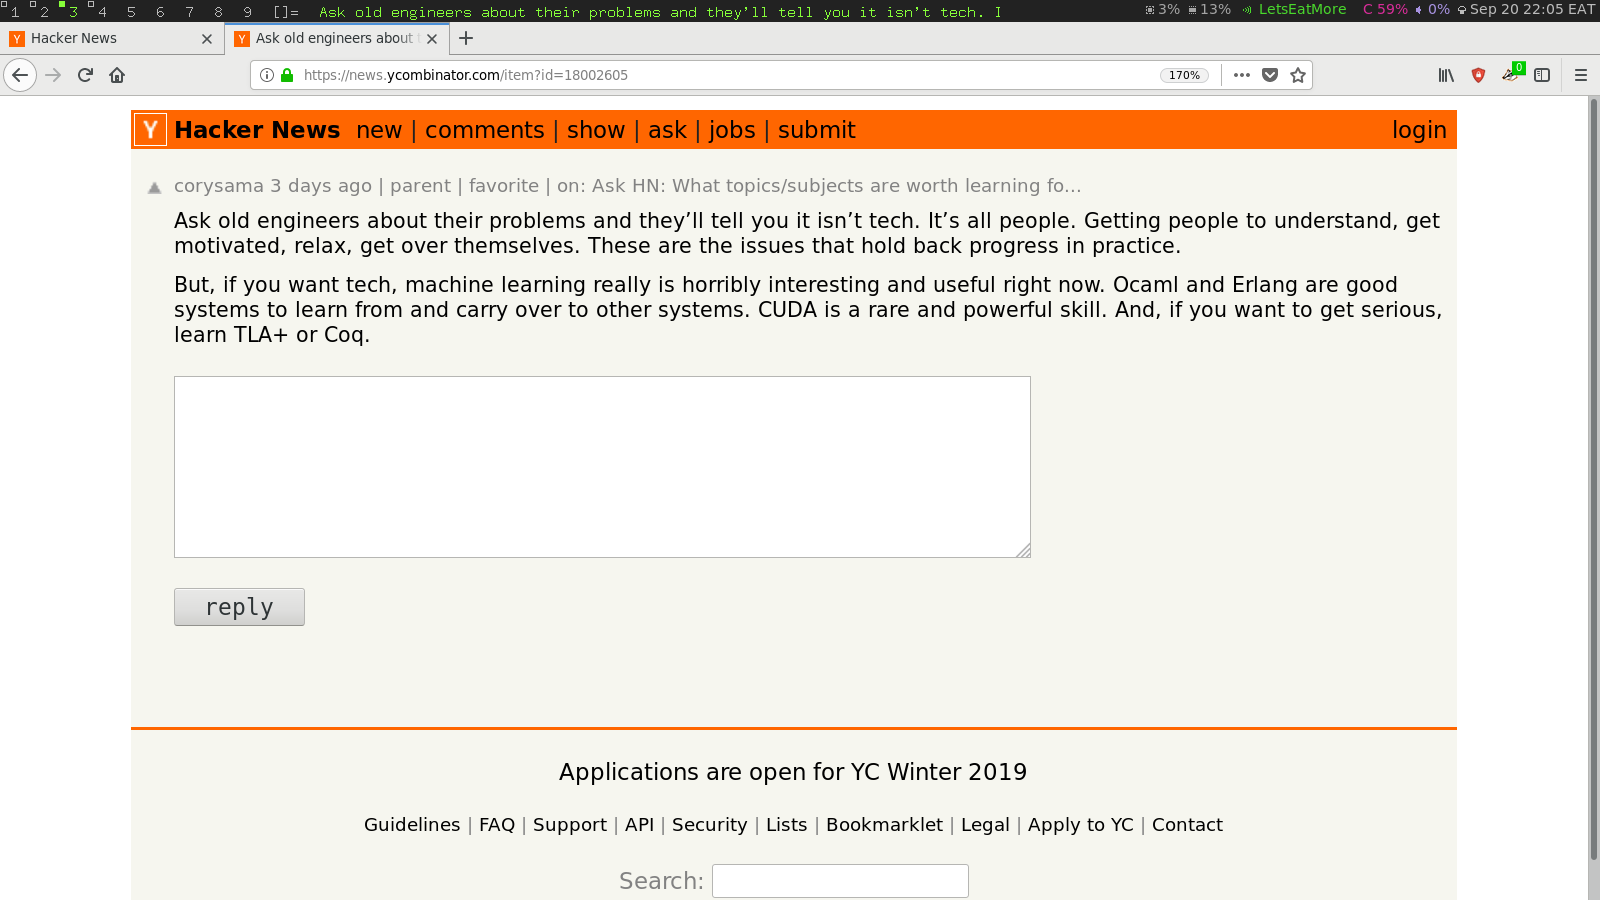 1 2 3 4 5 6 7 8 9 []= Ask old engineers about their problems and they’ll tell you it isn’t tech. I 3% 13% LetsEatMore C 59% 0% Sep 20 22:05 EAT
Y Hacker News Y Ask old engineers about
https://news.ycombinator.com/item?id=18002605 170% 0
Y Hacker News new | comments | show | ask | jobs | submit login
corysama 3 days ago | parent | favorite | on: Ask HN: What topics/subjects are worth learning fo...
Ask old engineers about their problems and they’ll tell you it isn’t tech. It’s all people. Getting people to understand, get
motivated, relax, get over themselves. These are the issues that hold back progress in practice.
But, if you want tech, machine learning really is horribly interesting and useful right now. Ocaml and Erlang are good
systems to learn from and carry over to other systems. CUDA is a rare and powerful skill. And, if you want to get serious,
learn TLA+ or Coq.
reply
Applications are open for YC Winter 2019
Guidelines | FAQ | Support | API | Security | Lists | Bookmarklet | Legal | Apply to YC | Contact
Search: